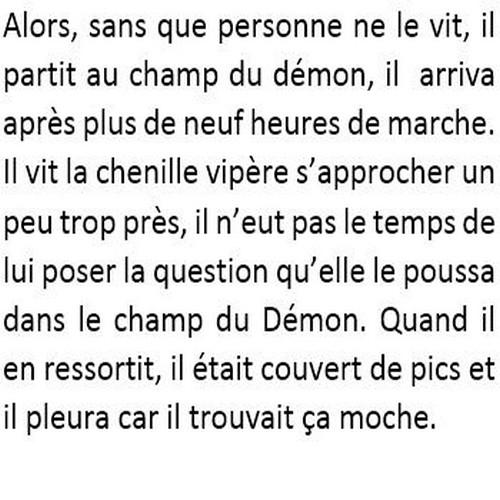 Alors, sans que personne ne le vit, il
partit au champ du démon, il  arriva
après plus de neuf heures de marche.
Il vit la chenille vipère s’approcher un
peu trop près, il n’eut pas le temps de
lui poser la question qu’elle le poussa
dans le champ du Démon. Quand il
en ressortit, il était couvert de pics et
il pleura car il trouvait ça moche.